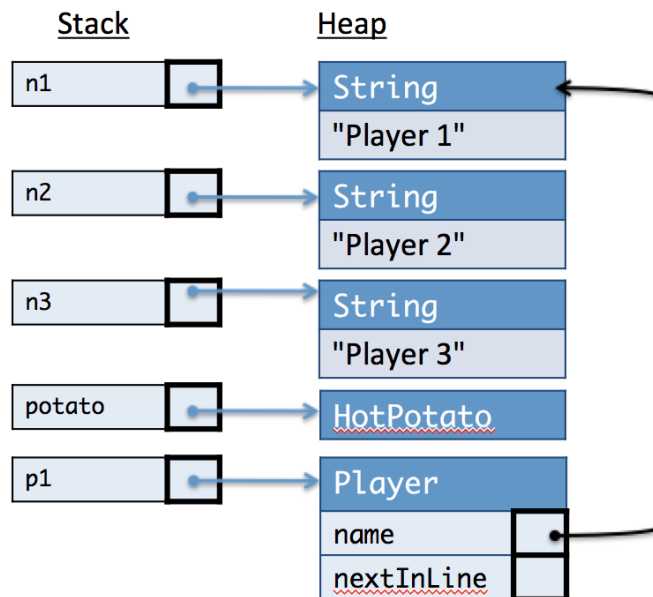 Stack Heap
n1 String
"Player 1"
n2 String
"Player 2"
n3 String
"Player 3"
potato HotPotato
p1 Player
name
nextInLine